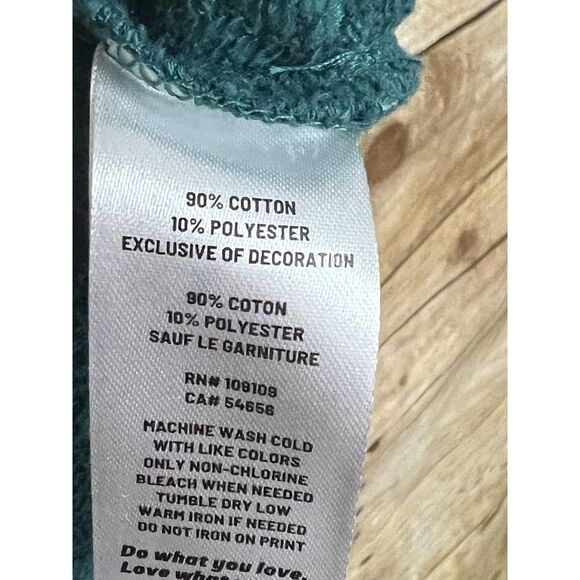 90% COTTON
10% POLYESTER
EXCLUSIVE OF DECORATION
90% COTON
10% POLYESTER
SAUF LE GARNITURE
RN# 109109
CA# 54656
MACHINE WASH COLD
WITH LIKE COLORS
ONLY NON-CHLORINE
BLEACH WHEN NEEDED
TUMBLE DRY LOW
WARM IRON IF NEEDED
DO NOT IRON ON PRINT
Do what you love.
Love what